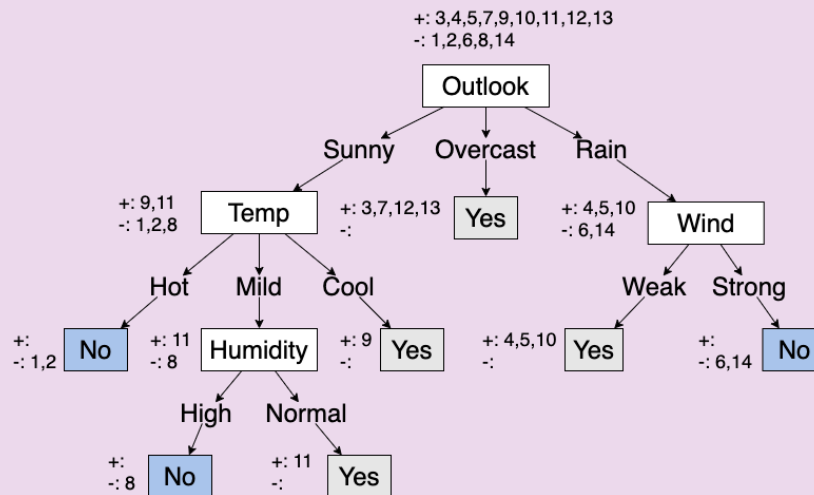 +: 3,4,5,7,9,10,11,12,13
-: 1,2,6,8,14
Outlook
Sunny
Overcast
Rain
+: 9,11
-: 1,2,8
Temp
+: 3,7,12,13
-:
Yes
+: 4,5,10
-: 6,14
Wind
Hot
Mild
Cool
Weak
Strong
+:
-: 1,2
No
+: 11
-: 8
Humidity
+: 9
-:
Yes
+: 4,5,10
-:
Yes
+:
-: 6,14
No
High
Normal
+:
-: 8
No
+: 11
-:
Yes